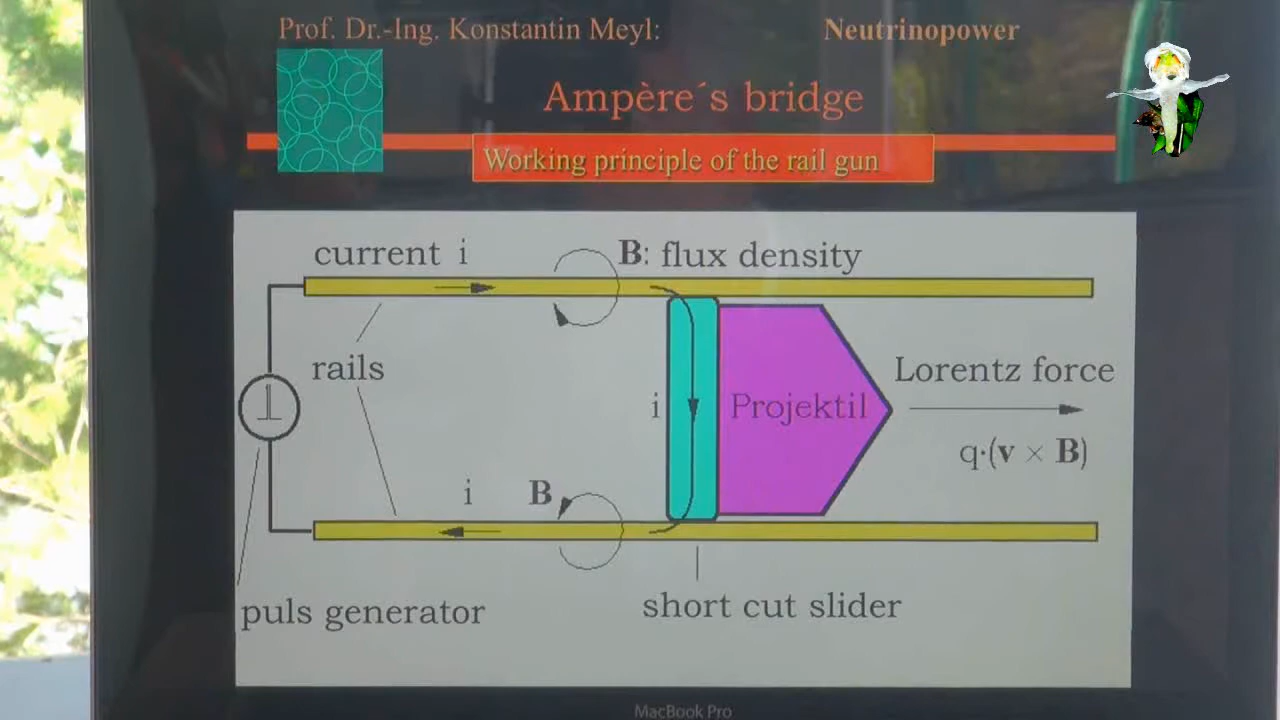 Prof. Dr.-Ing. Konstantin Meyl:
Neutrinopower
Ampère´s bridge
Working principle of the rail gun
current i
B: flux density
rails
i
Projektil
Lorentz force
q·(v × B)
i
B
puls generator
short cut slider
MacBook Pro